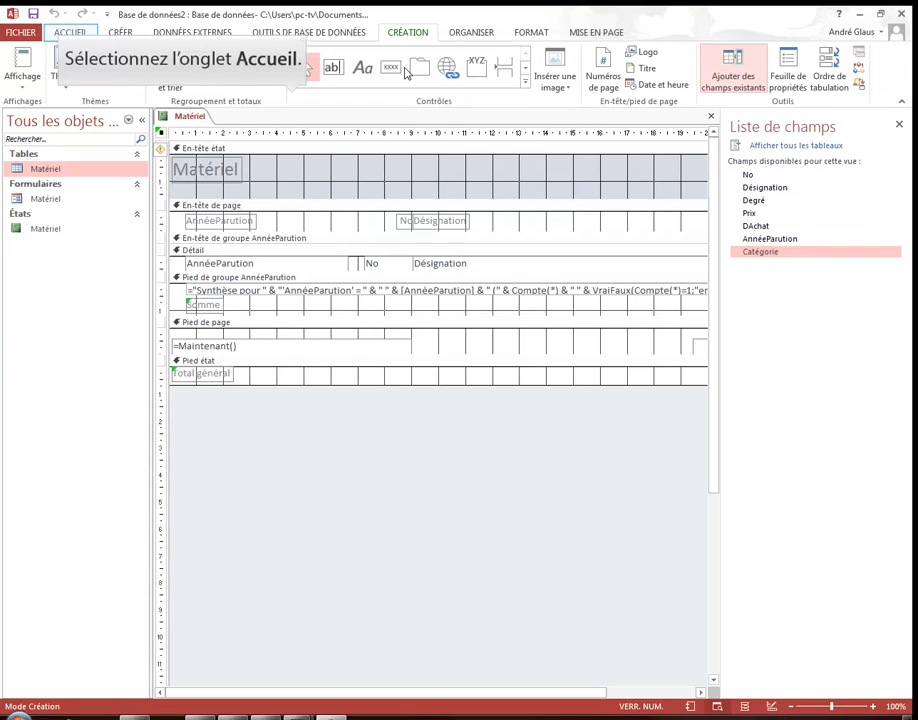 Base de données2 : Base de données- C:\Users\pc-tv\Documents...
FICHIER ACCUEIL CRÉER DONNÉES EXTERNES OUTILS DE BASE DE DONNÉES CRÉATION ORGANISER FORMAT MISE EN PAGE André Glaus
Sélectionnez l'onglet Accueil.
Affichage
et trier
ab|
Aa
xxxx
XYZ
Insérer une
image
Numéros
de page
Logo
Titre
Date et heure
Ajouter des
champs existants
Feuille de
propriétés
Ordre de
tabulation
Affichages Thèmes Regroupement et totaux Contrôles En-tête/pied de page Outils
Tous les objets ...
Rechercher...
Tables
Matériel
Formulaires
Matériel
États
Matériel
Matériel
En-tête état
Matériel
En-tête de page
AnnéeParution No Désignation
En-tête de groupe AnnéeParution
Détail
AnnéeParution No Désignation
Pied de groupe AnnéeParution
="Synthèse pour " & "'AnnéeParution' = " & " " & [AnnéeParution] & " (" & Compte(*) & " " & VraiFaux(Compte(*)=1;"er
Somme
Pied de page
=Maintenant()
Pied état
Total général
Liste de champs
Afficher tous les tableaux
Champs disponibles pour cette vue :
No
Désignation
Degré
Prix
DAchat
AnnéeParution
Catégorie
Mode Création VERR. NUM. 100%